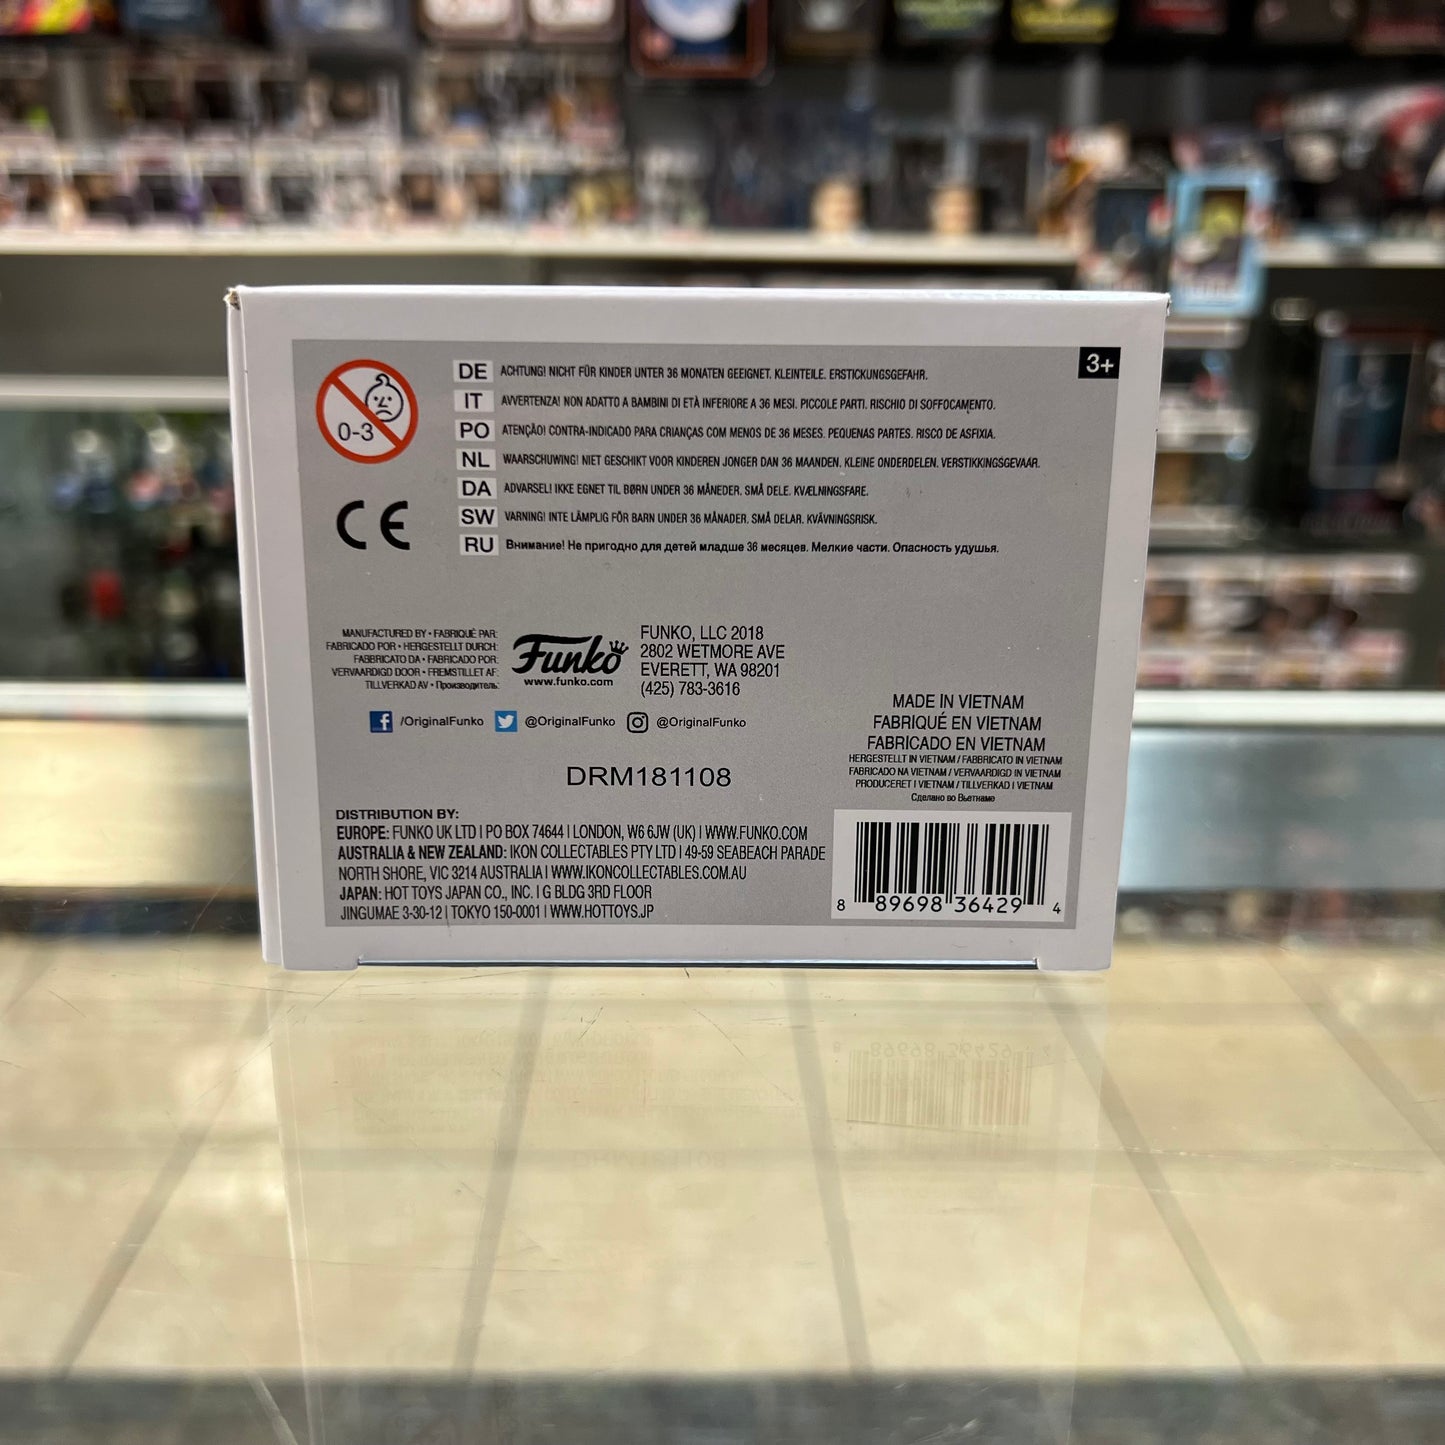 3+
0-3
DE ACHTUNG! NICHT FÜR KINDER UNTER 36 MONATEN GEEIGNET. KLEINTEILE. ERSTICKUNGSGEFAHR.
IT AVVERTENZA! NON ADATTO A BAMBINI DI ETÀ INFERIORE A 36 MESI. PICCOLE PARTI. RISCHIO DI SOFFOCAMENTO.
PO ATENÇÃO! CONTRA-INDICADO PARA CRIANÇAS COM MENOS DE 36 MESES. PEQUENAS PARTES. RISCO DE ASFIXIA.
NL WAARSCHUWING! NIET GESCHIKT VOOR KINDEREN JONGER DAN 36 MAANDEN. KLEINE ONDERDELEN. VERSTIKKINGSGEVAAR.
DA ADVARSEL! IKKE EGNET TIL BØRN UNDER 36 MÅNEDER. SMÅ DELE. KVÆLNINGSFARE.
SW VARNING! INTE LÄMPLIG FÖR BARN UNDER 36 MÅNADER. SMÅ DELAR. KVÄVNINGSRISK.
RU Внимание! Не пригодно для детей младше 36 месяцев. Мелкие части. Опасность удушья.
CE
MANUFACTURED BY • FABRIQUÉ PAR:
FABRICADO POR • HERGESTELLT DURCH:
FABBRICATO DA • FABRICADO POR:
VERVAARDIGD DOOR • FREMSTILLET AF:
TILLVERKAD AV • Производитель:
Funko
www.funko.com
FUNKO, LLC 2018
2802 WETMORE AVE
EVERETT, WA 98201
(425) 783-3616
/OriginalFunko @OriginalFunko @OriginalFunko
DRM181108
MADE IN VIETNAM
FABRIQUÉ EN VIETNAM
FABRICADO EN VIETNAM
HERGESTELLT IN VIETNAM / FABBRICATO IN VIETNAM
FABRICADO NA VIETNAM / VERVAARDIGD IN VIETNAM
PRODUCERET I VIETNAM / TILLVERKAD I VIETNAM
Сделано во Вьетнаме
DISTRIBUTION BY:
EUROPE: FUNKO UK LTD | PO BOX 74644 | LONDON, W6 6JW (UK) | WWW.FUNKO.COM
AUSTRALIA & NEW ZEALAND: IKON COLLECTABLES PTY LTD | 49-59 SEABEACH PARADE
NORTH SHORE, VIC 3214 AUSTRALIA | WWW.IKONCOLLECTABLES.COM.AU
JAPAN: HOT TOYS JAPAN CO., INC. | G BLDG 3RD FLOOR
JINGUMAE 3-30-12 | TOKYO 150-0001 | WWW.HOTTOYS.JP
8 89698 36429 4